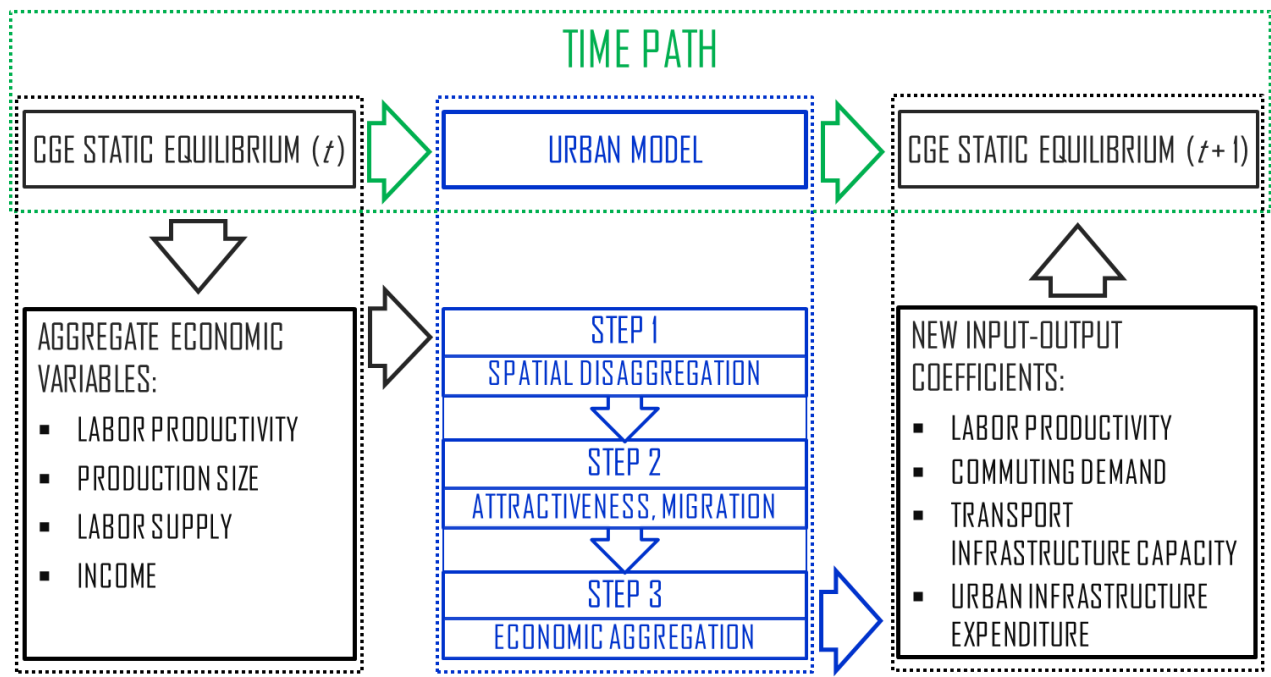 TIME PATH
CGE STATIC EQUILIBRIUM (t)
URBAN MODEL
CGE STATIC EQUILIBRIUM (t+1)
AGGREGATE ECONOMIC
VARIABLES:
▪ LABOR PRODUCTIVITY
▪ PRODUCTION SIZE
▪ LABOR SUPPLY
▪ INCOME
STEP 1
SPATIAL DISAGGREGATION
STEP 2
ATTRACTIVENESS, MIGRATION
STEP 3
ECONOMIC AGGREGATION
NEW INPUT-OUTPUT
COEFFICIENTS:
▪ LABOR PRODUCTIVITY
▪ COMMUTING DEMAND
▪ TRANSPORT
INFRASTRUCTURE CAPACITY
▪ URBAN INFRASTRUCTURE
EXPENDITURE